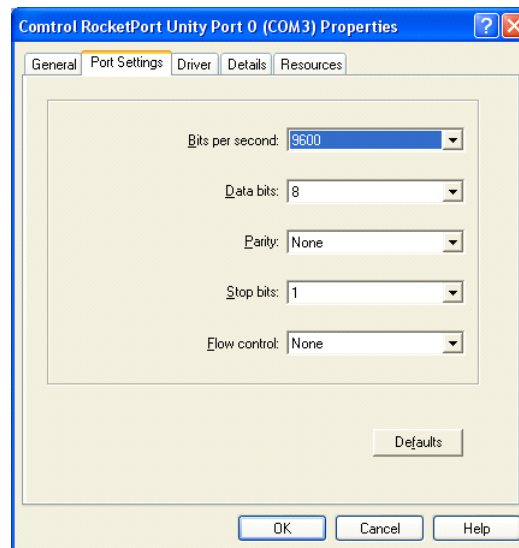 Comtrol RocketPort Unity Port 0 (COM3) Properties
General Port Settings Driver Details Resources
Bits per second: 9600
Data bits: 8
Parity: None
Stop bits: 1
Flow control: None
Defaults
OK Cancel Help